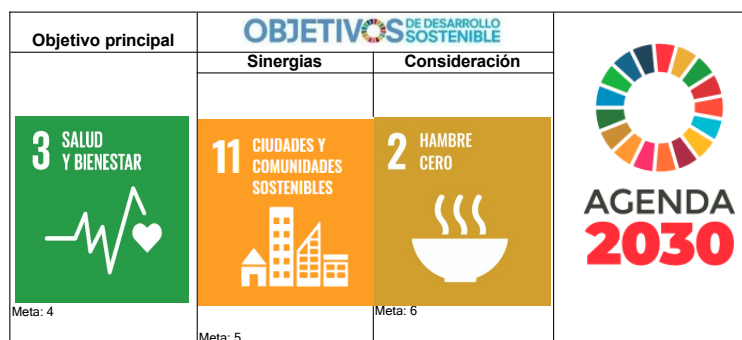 Objetivo principal
OBJETIVOS DE DESARROLLO SOSTENIBLE
Sinergias
Consideración
3 SALUD
Y BIENESTAR
11 CIUDADES Y
COMUNIDADES
SOSTENIBLES
2 HAMBRE
CERO
AGENDA
2030
Meta: 4
Meta: 5
Meta: 6